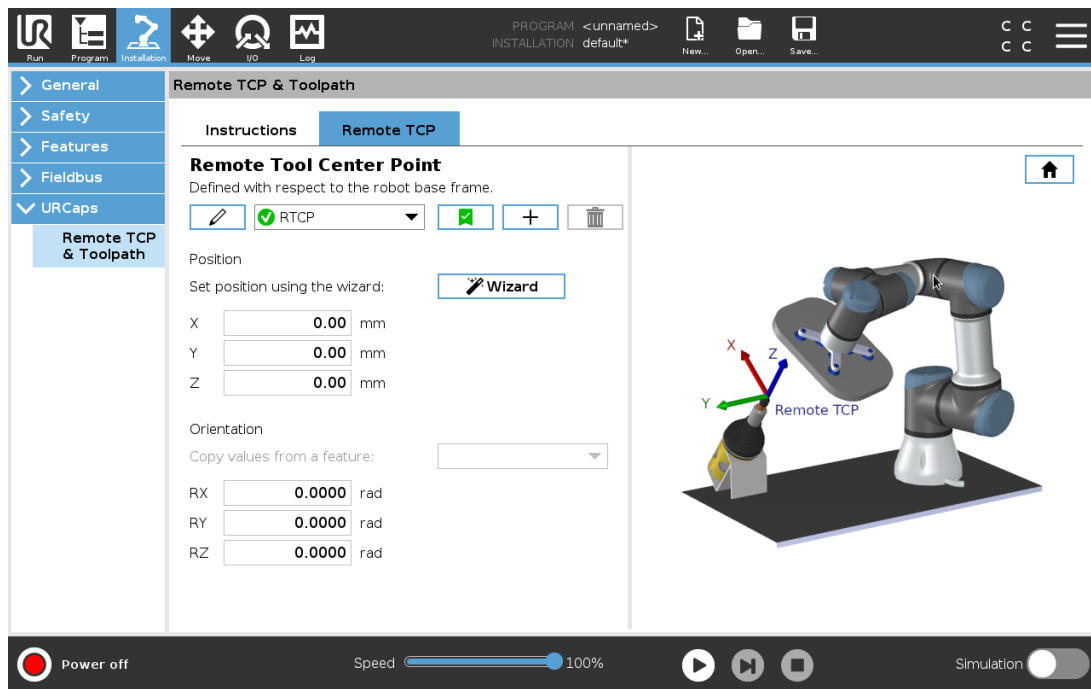 UR
PROGRAM <unnamed>
INSTALLATION default*
C C
C C
Run Program Installation Move I/O Log New... Open... Save...
General
Safety
Features
Fieldbus
URCaps
Remote TCP
& Toolpath
Remote TCP & Toolpath
Instructions Remote TCP
Remote Tool Center Point
Defined with respect to the robot base frame.
RTCP
Position
Set position using the wizard: Wizard
X 0.00 mm
Y 0.00 mm
Z 0.00 mm
Orientation
Copy values from a feature:
RX 0.0000 rad
RY 0.0000 rad
RZ 0.0000 rad
X
Z
Y
Remote TCP
Power off Speed 100% Simulation